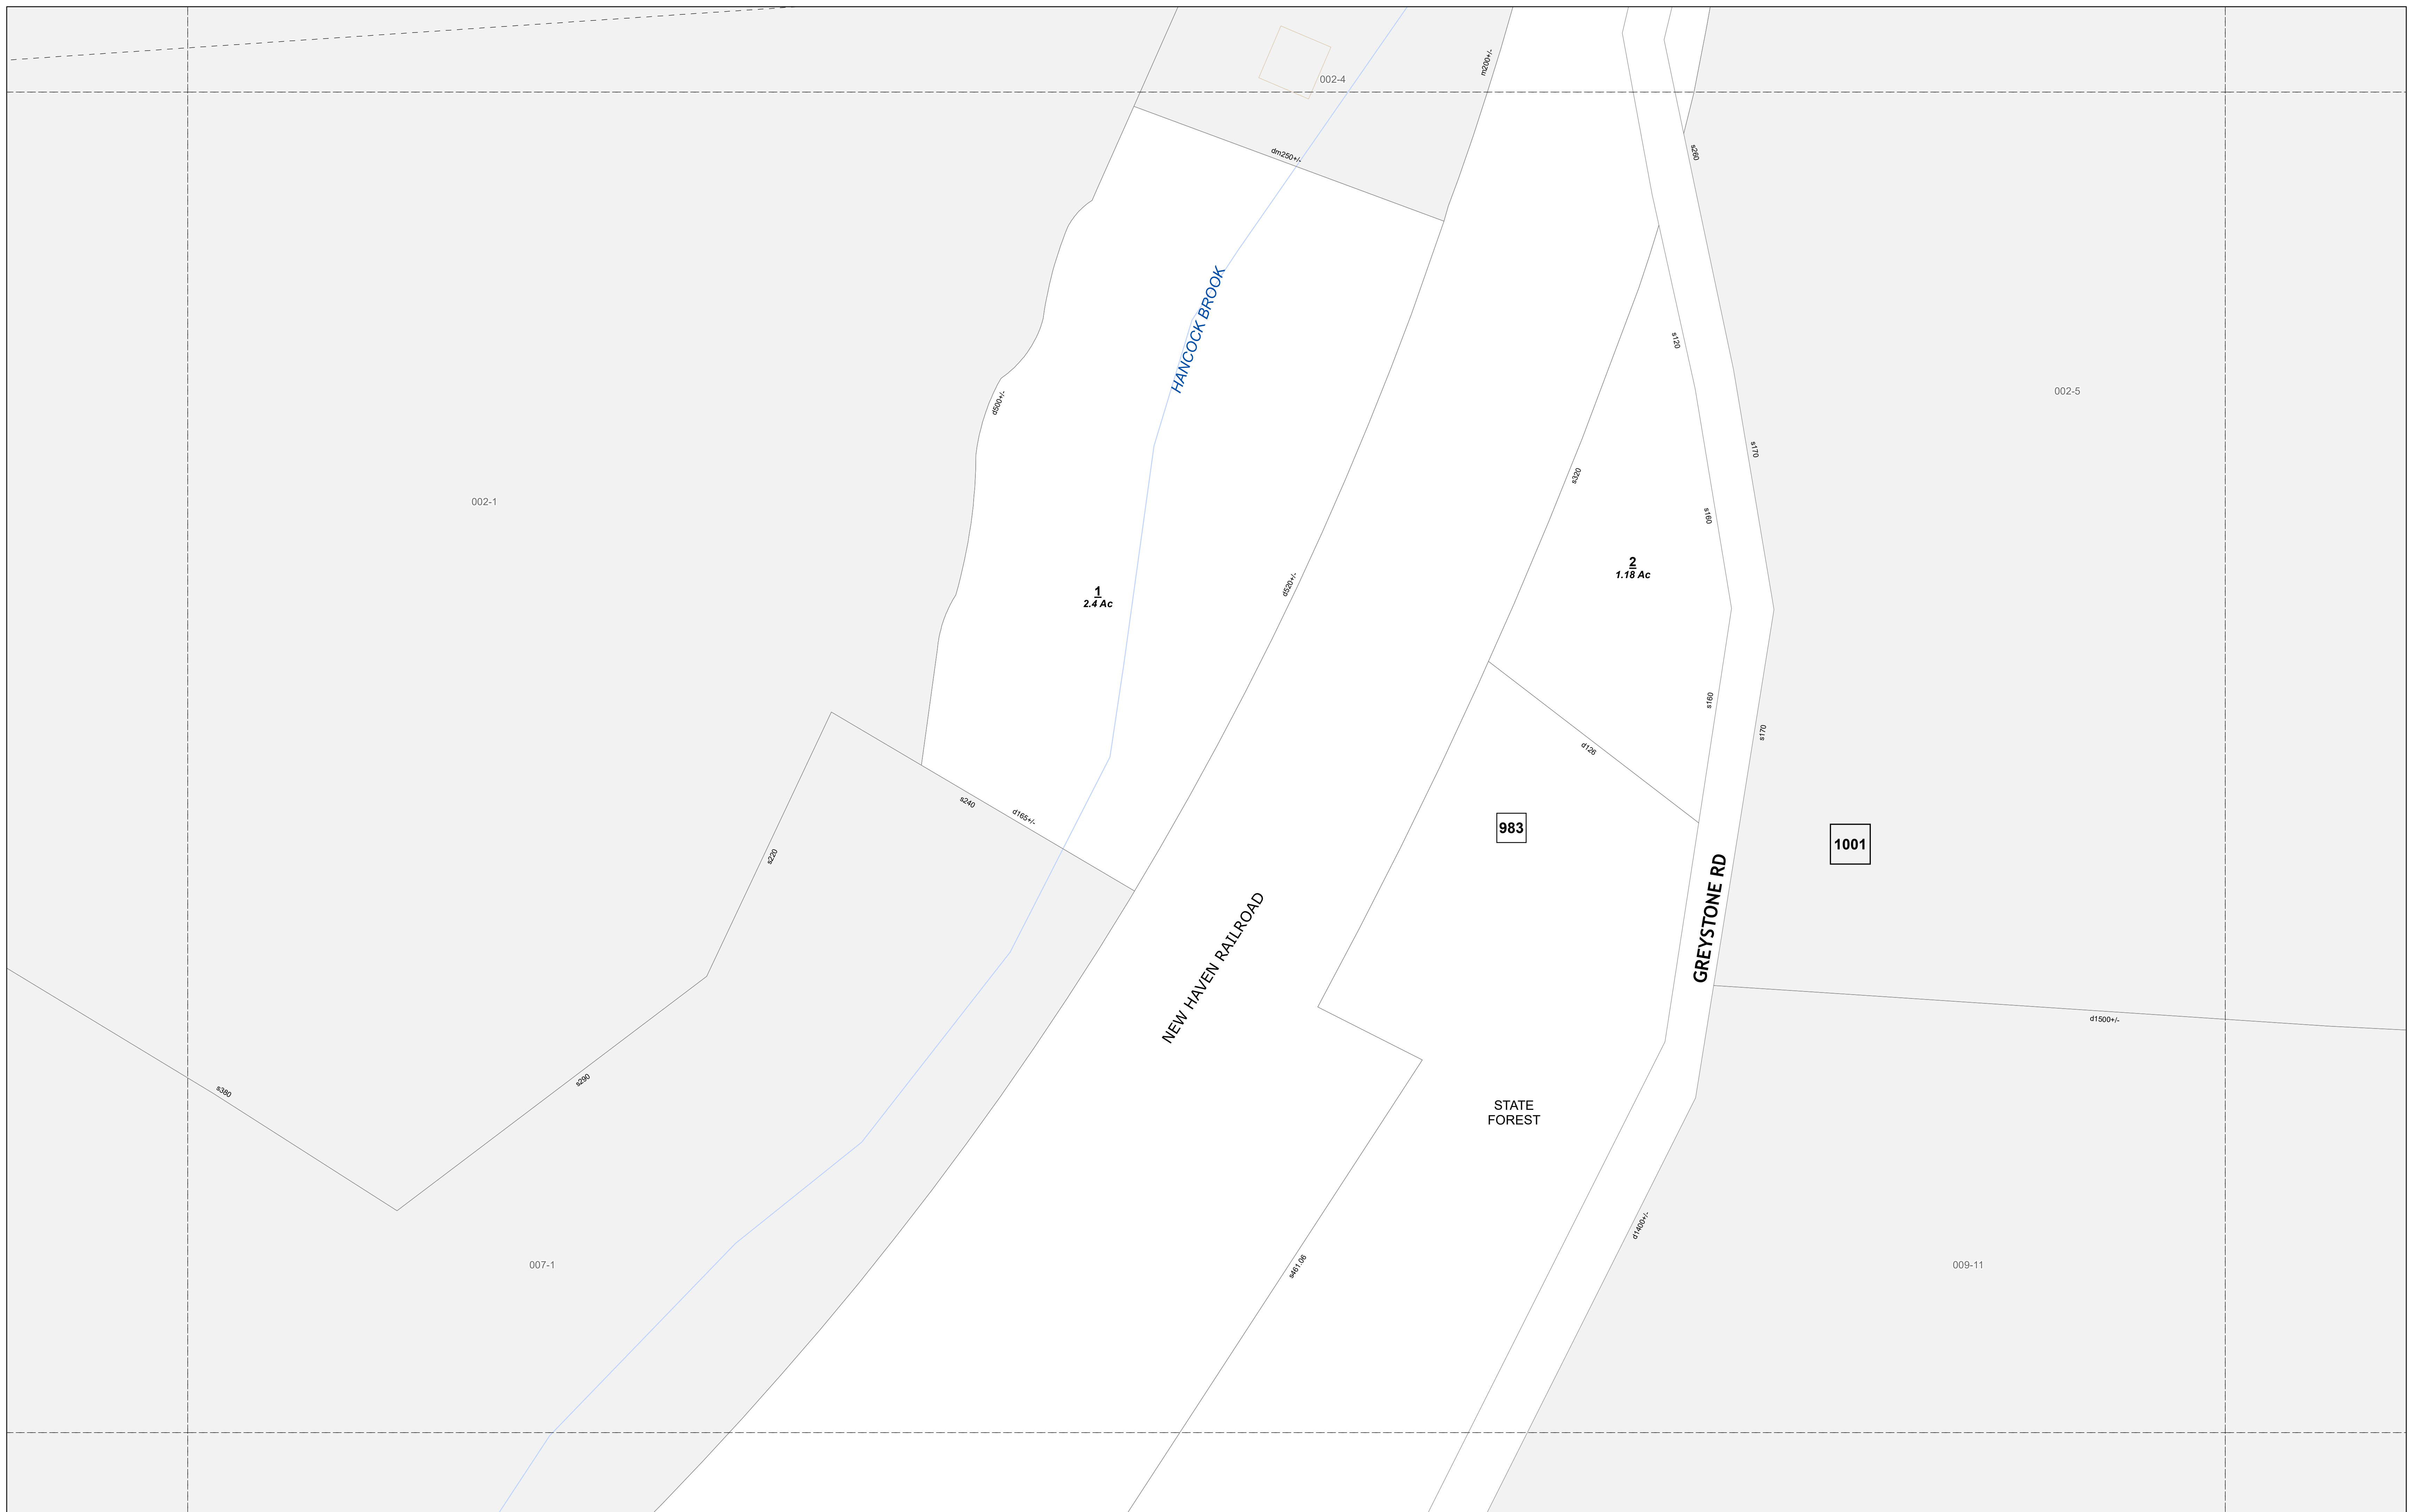 m200+/-
002-4
dm250+/-
s260
HANCOCK BROOK
s120
002-5
d500+/-
s170
s320
002-1
s160
2
1.18 Ac
d520+/-
1
2.4 Ac
s160
s170
d126
s240
d165+/-
983
1001
s220
GREYSTONE RD
NEW HAVEN RAILROAD
d1500+/-
s380
s290
STATE
FOREST
d1400+/-
s461.06
007-1
009-11